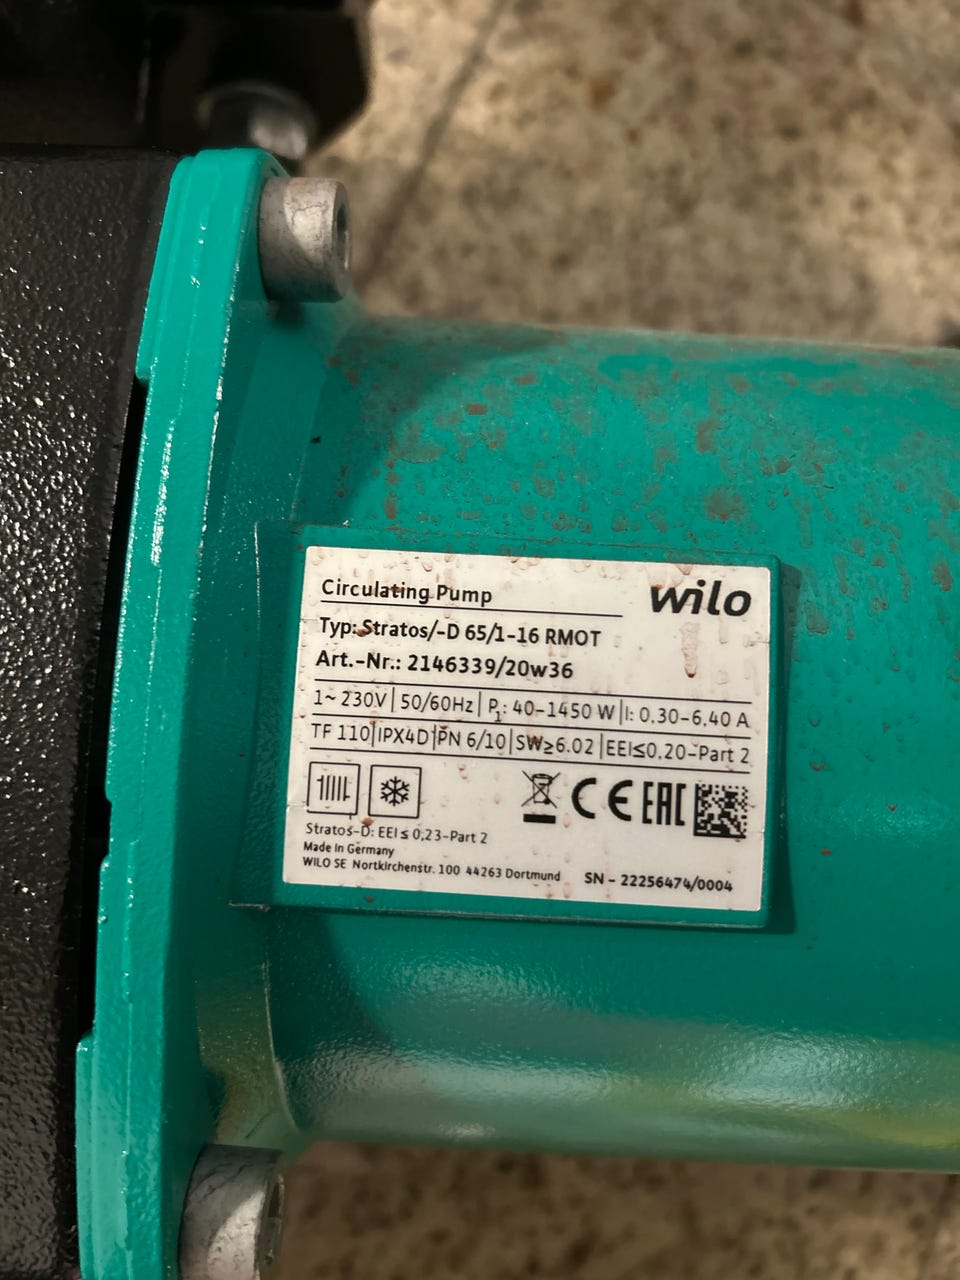 Circulating Pump
wilo
Typ: Stratos/-D 65/1-16 RMOT
Art.-Nr.: 2146339/20w36
1~ 230V | 50/60Hz | P₁: 40-1450 W | I: 0,30-6,40 A
TF 110 | IPX4D | PN 6/10 | SW≥6.02 | EEI≤0,20-Part 2
CE EAC
Stratos-D: EEI ≤ 0,23-Part 2
Made in Germany
WILO SE Nortkirchenstr. 100 44263 Dortmund
SN - 22256474/0004